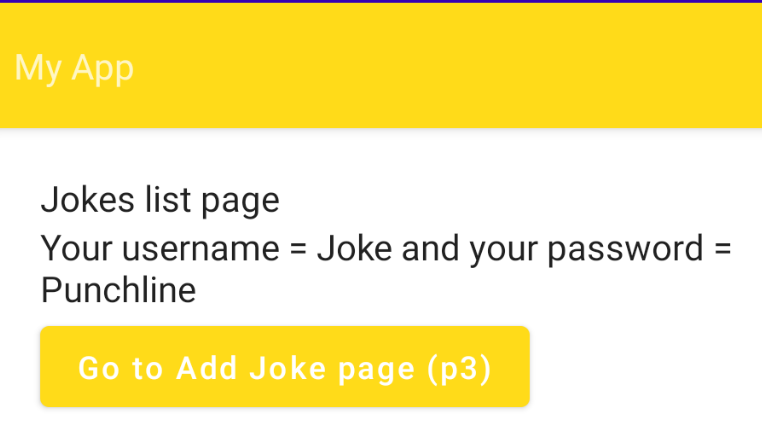 My App
Jokes list page
Your username = Joke and your password =
Punchline
Go to Add Joke page (p3)